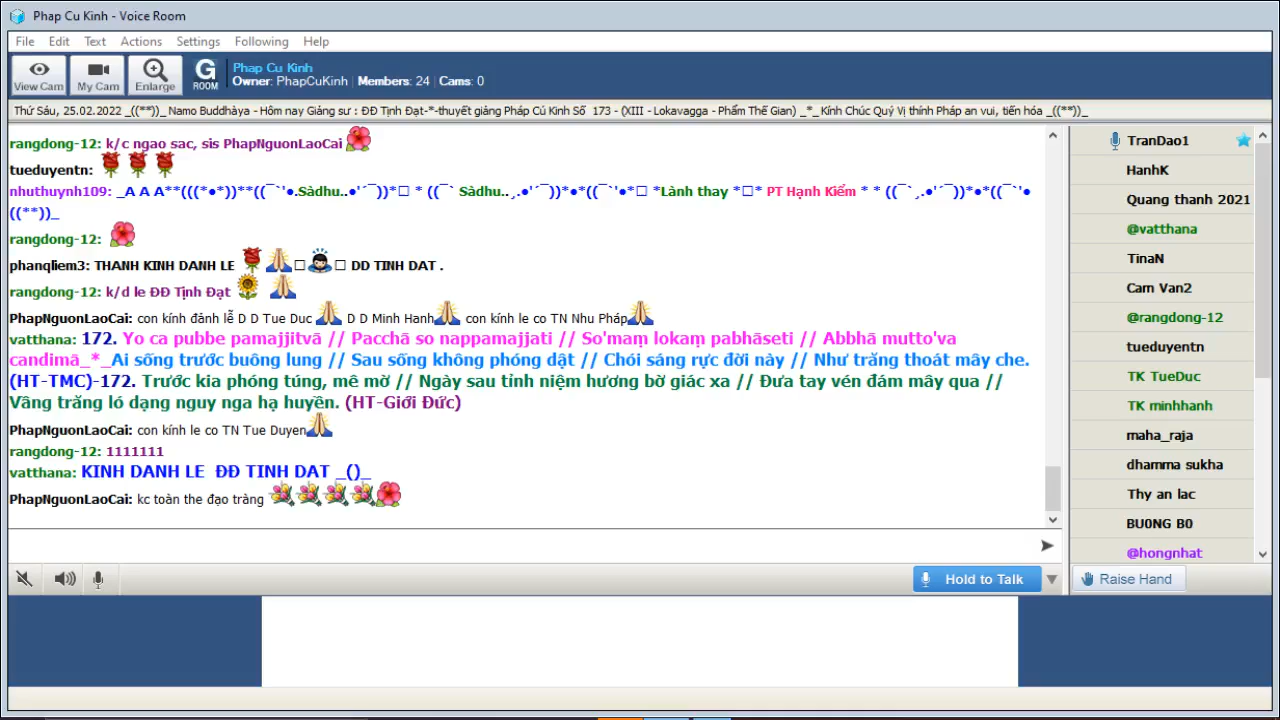 Phap Cu Kinh - Voice Room
File Edit Text Actions Settings Following Help
View Cam My Cam Enlarge G ROOM Phap Cu Kinh
Owner: PhapCuKinh Members: 24 Cams: 0
Thứ Sáu, 25.02.2022 _((**))_ Namo Buddhàya - Hôm nay Giảng sư : ĐĐ Tịnh Đạt-*-thuyết giảng Pháp Cú Kinh Số 173 - (XIII - Lokavagga - Phẩm Thế Gian) _*_ Kính Chúc Quý Vị thính Pháp an vui, tiến hóa _((**))_
rangdong-12: k/c ngao sac, sis PhapNguonLaoCai
tueduyentn:
nhuthuynh109: _A A A**(((*●*))**((¯`'●.Sàdhu..●'´¯))*□ * ((¯` Sàdhu..¸.●'´¯))*●*((¯`'●*□ *Lành thay *□* PT Hạnh Kiểm * * ((¯`¸.●'´¯))*●*((¯`'●
((**))_
rangdong-12:
phanqliem3: THANH KINH DANH LE □ □ DD TINH DAT .
rangdong-12: k/d le ĐĐ Tịnh Đạt
PhapNguonLaoCai: con kính đãnh lễ D D Tue Duc D D Minh Hanh con kính le co TN Nhu Pháp
vatthana: 172. Yo ca pubbe pamajjitvā // Pacchā so nappamajjati // So'maṃ lokaṃ pabhāseti // Abbhā mutto'va
candimā_*_Ai sống trước buông lung // Sau sống không phóng dật // Chói sáng rực đời này // Như trăng thoát mây che.
(HT-TMC)-172. Trước kia phóng túng, mê mờ // Ngày sau tỉnh niệm hương bờ giác xa // Đưa tay vén đám mây qua //
Vầng trăng ló dạng nguy nga hạ huyền. (HT-Giới Đức)
PhapNguonLaoCai: con kính le co TN Tue Duyen
rangdong-12: 1111111
vatthana: KINH DANH LE ĐĐ TINH DAT _()_
PhapNguonLaoCai: kc toàn the đạo tràng
Hold to Talk
TranDao1
HanhK
Quang thanh 2021
@vatthana
TinaN
Cam Van2
@rangdong-12
tueduyentn
TK TueDuc
TK minhhanh
maha_raja
dhamma sukha
Thy an lac
BU0NG B0
@hongnhat
Raise Hand